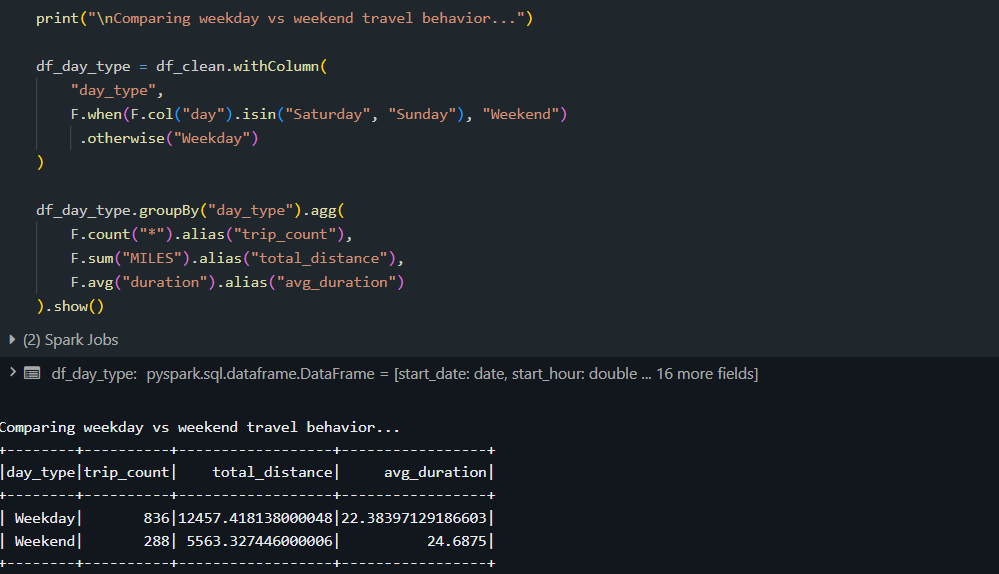 print("\nComparing weekday vs weekend travel behavior...")
df_day_type = df_clean.withColumn(
"day_type",
F.when(F.col("day").isin("Saturday", "Sunday"), "Weekend")
.otherwise("Weekday")
)
df_day_type.groupBy("day_type").agg(
F.count("*").alias("trip_count"),
F.sum("MILES").alias("total_distance"),
F.avg("duration").alias("avg_duration")
).show()
(2) Spark Jobs
df_day_type: pyspark.sql.dataframe.DataFrame = [start_date: date, start_hour: double ... 16 more fields]
Comparing weekday vs weekend travel behavior...
+--------+----------+------------------+-----------------+
|day_type|trip_count|    total_distance|     avg_duration|
+--------+----------+------------------+-----------------+
| Weekday|       836|12457.418138000048|22.38397129186603|
| Weekend|       288| 5563.327446000006|          24.6875|
+--------+----------+------------------+-----------------+